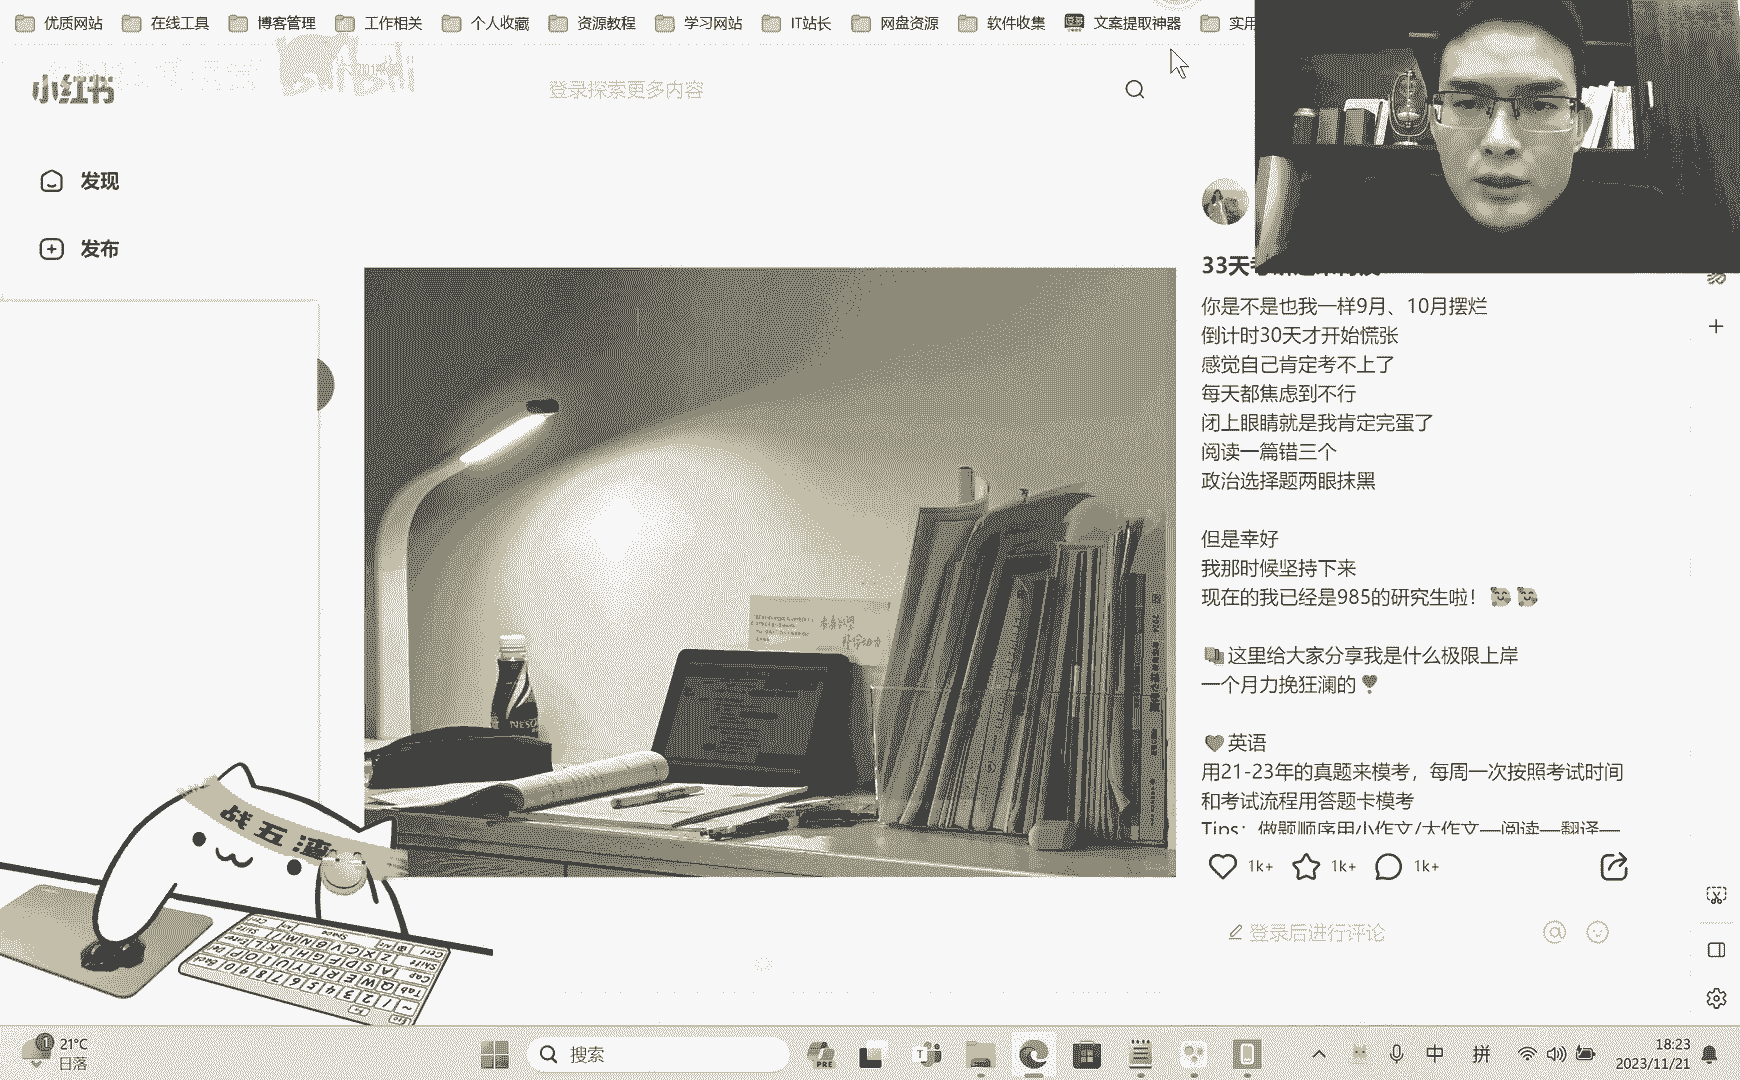 优质网站
在线工具
博客管理
工作相关
个人收藏
资源教程
学习网站
IT站长
网盘资源
软件收集
文案提取神器
实用
小红书
登录探索更多内容
发现
发布
33天考
你是不是也我一样9月、10月摆烂
倒计时30天才开始慌张
感觉自己肯定考不上了
每天都焦虑到不行
闭上眼睛就是我肯定完蛋了
阅读一篇错三个
政治选择题两眼抹黑
但是幸好
我那时候坚持下来
现在的我已经是985的研究生啦！
这里给大家分享我是什么极限上岸
一个月力挽狂澜的
英语
用21-23年的真题来模考，每周一次按照考试时间
和考试流程用答题卡模考
Tips：做题顺序用小作文/大作文—阅读—翻译—
1k+
1k+
1k+
登录后进行评论
战五渣
21°C
日落
搜索
PRE
中
拼
18:23
2023/11/21